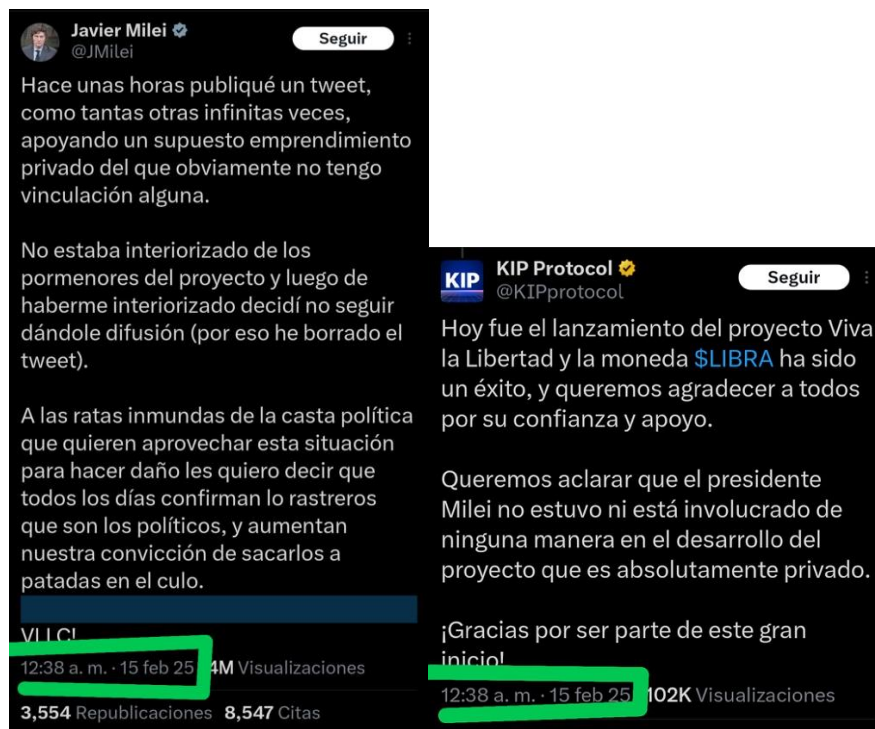 Javier Milei
@JMilei
Seguir
Hace unas horas publiqué un tweet,
como tantas otras infinitas veces,
apoyando un supuesto emprendimiento
privado del que obviamente no tengo
vinculación alguna.
No estaba interiorizado de los
pormenores del proyecto y luego de
haberme interiorizado decidí no seguir
dándole difusión (por eso he borrado el
tweet).
A las ratas inmundas de la casta política
que quieren aprovechar esta situación
para hacer daño les quiero decir que
todos los días confirman lo rastreros
que son los políticos, y aumentan
nuestra convicción de sacarlos a
patadas en el culo.
VLLC!
12:38 a. m. · 15 feb 25 4M Visualizaciones
3,554 Republicaciones 8,547 Citas
KIP
KIP Protocol
@KIPprotocol
Seguir
Hoy fue el lanzamiento del proyecto Viva
la Libertad y la moneda $LIBRA ha sido
un éxito, y queremos agradecer a todos
por su confianza y apoyo.
Queremos aclarar que el presidente
Milei no estuvo ni está involucrado de
ninguna manera en el desarrollo del
proyecto que es absolutamente privado.
¡Gracias por ser parte de este gran
inicio!
12:38 a. m. · 15 feb 25 102K Visualizaciones